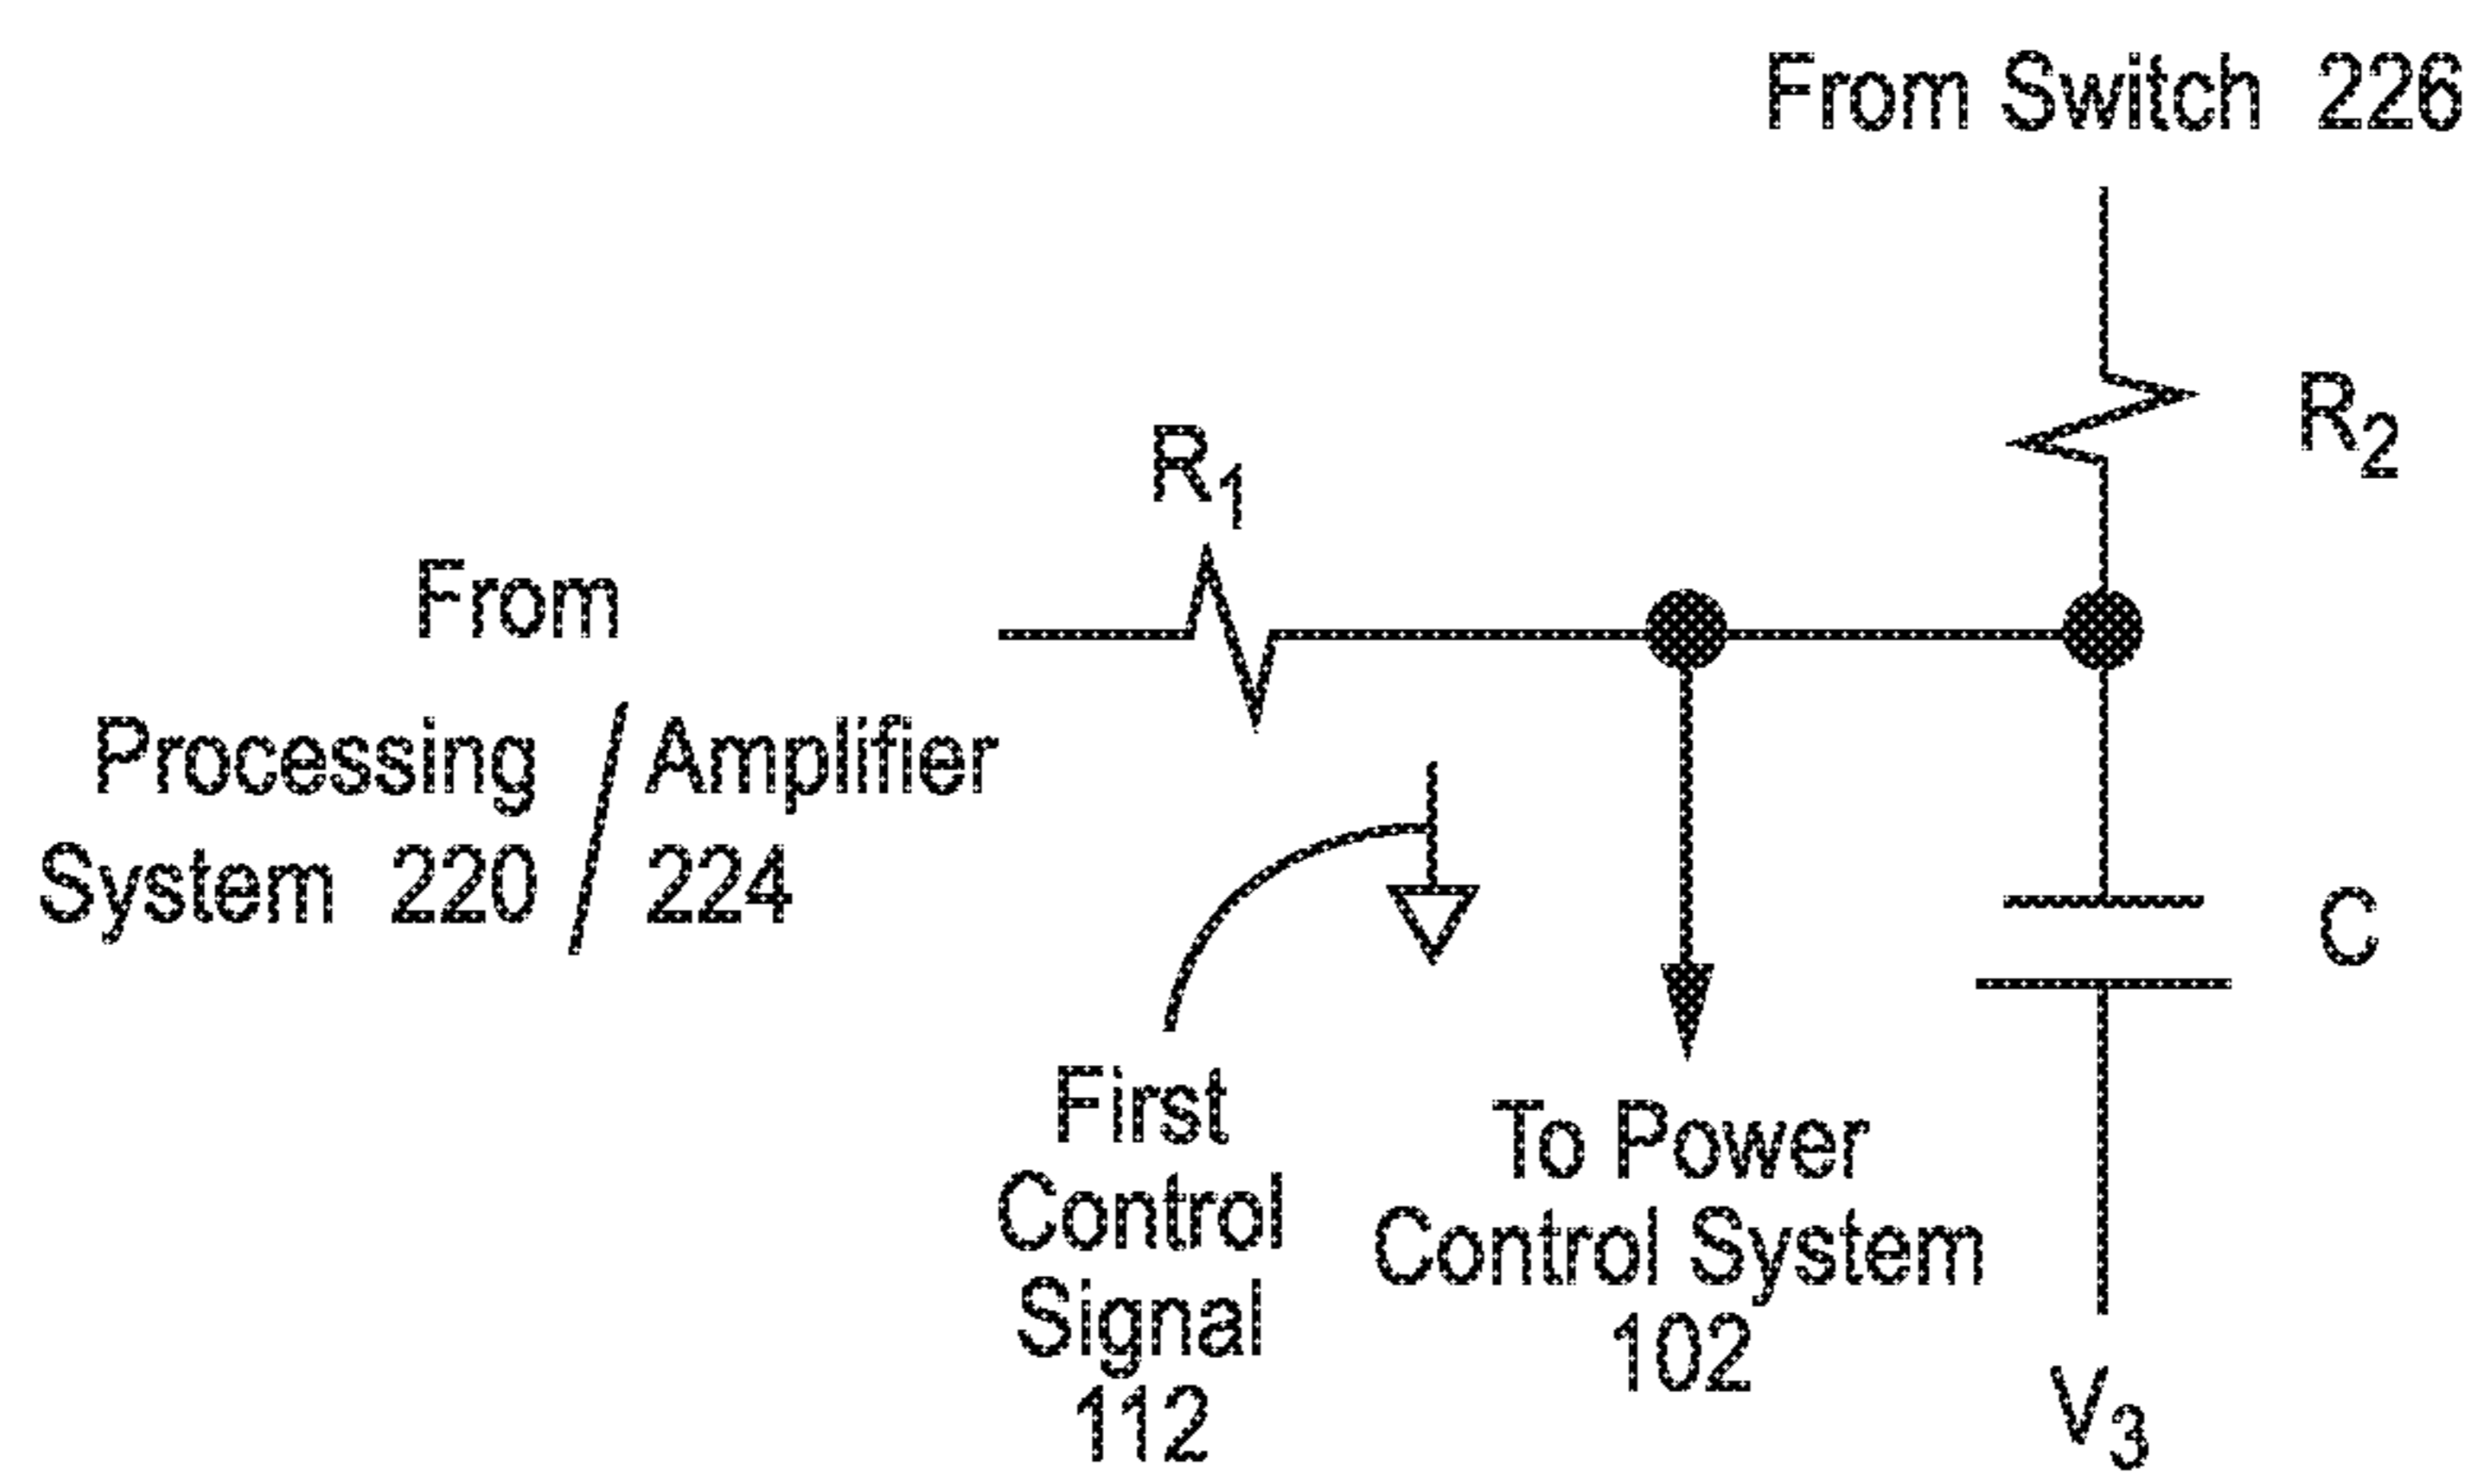 From Switch 226
R2
R1
From
Processing / Amplifier
System 220 / 224
C
First
Control
Signal
112
To Power
Control System
102
V3